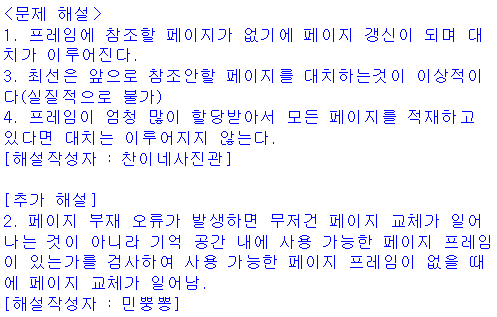 <문제 해설>
1. 프레임에 참조할 페이지가 없기에 페이지 갱신이 되며 대
치가 이루어진다.
3. 최선은 앞으로 참조안할 페이지를 대치하는것이 이상적이
다(실질적으로 불가)
4. 프레임이 엄청 많이 할당받아서 모든 페이지를 적재하고
있다면 대치는 이루어지지 않는다.
[해설작성자 : 찬이네사진관]

[추가 해설]
2. 페이지 부재 오류가 발생하면 무저건 페이지 교체가 일어
나는 것이 아니라 기억 공간 내에 사용 가능한 페이지 프레임
이 있는가를 검사하여 사용 가능한 페이지 프레임이 없을 때
에 페이지 교체가 일어남.
[해설작성자 : 민뿡뿡]